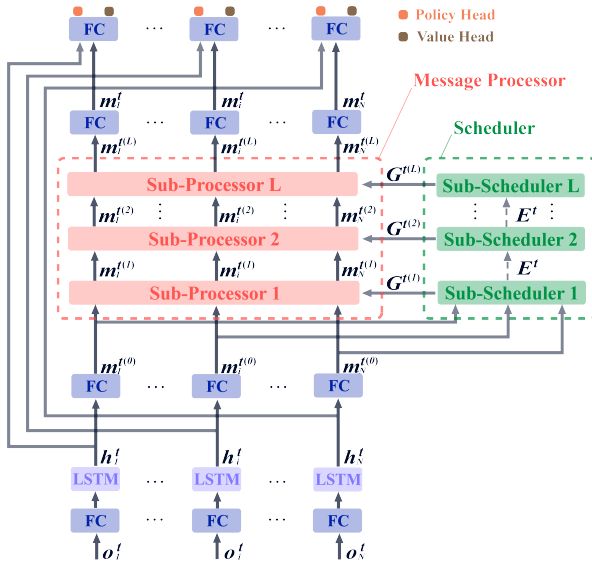 Policy Head
Value Head
FC ... FC ... FC
Message Processor
m_1^t m_i^t m_N^t
FC ... FC ... FC
Scheduler
m_1^{t(L)} m_i^{t(L)} m_N^{t(L)}
Sub-Processor L G^{t(L)} Sub-Scheduler L
m_1^{t(2)} ⋮ m_i^{t(2)} ⋮ m_N^{t(2)} ⋮ E^t ⋮
Sub-Processor 2 G^{t(2)} Sub-Scheduler 2
m_1^{t(1)} m_i^{t(1)} m_N^{t(1)} E^t
Sub-Processor 1 G^{t(1)} Sub-Scheduler 1
m_1^{t(0)} m_i^{t(0)} m_N^{t(0)}
FC ... FC ... FC
h_1^t h_i^t h_N^t
LSTM ... LSTM ... LSTM
FC ... FC ... FC
o_1^t o_i^t o_N^t